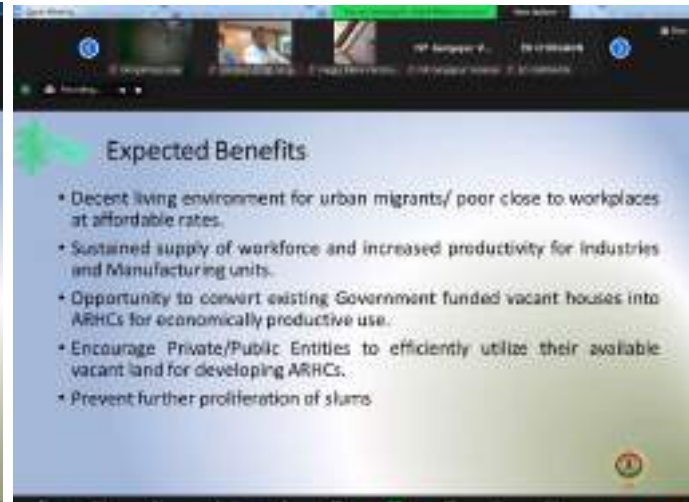 Expected Benefits
• Decent living environment for urban migrants/ poor close to workplaces
at affordable rates.
• Sustained supply of workforce and increased productivity for Industries
and Manufacturing units.
• Opportunity to convert existing Government funded vacant houses into
ARHCs for economically productive use.
• Encourage Private/Public Entities to efficiently utilize their available
vacant land for developing ARHCs.
• Prevent further proliferation of slums